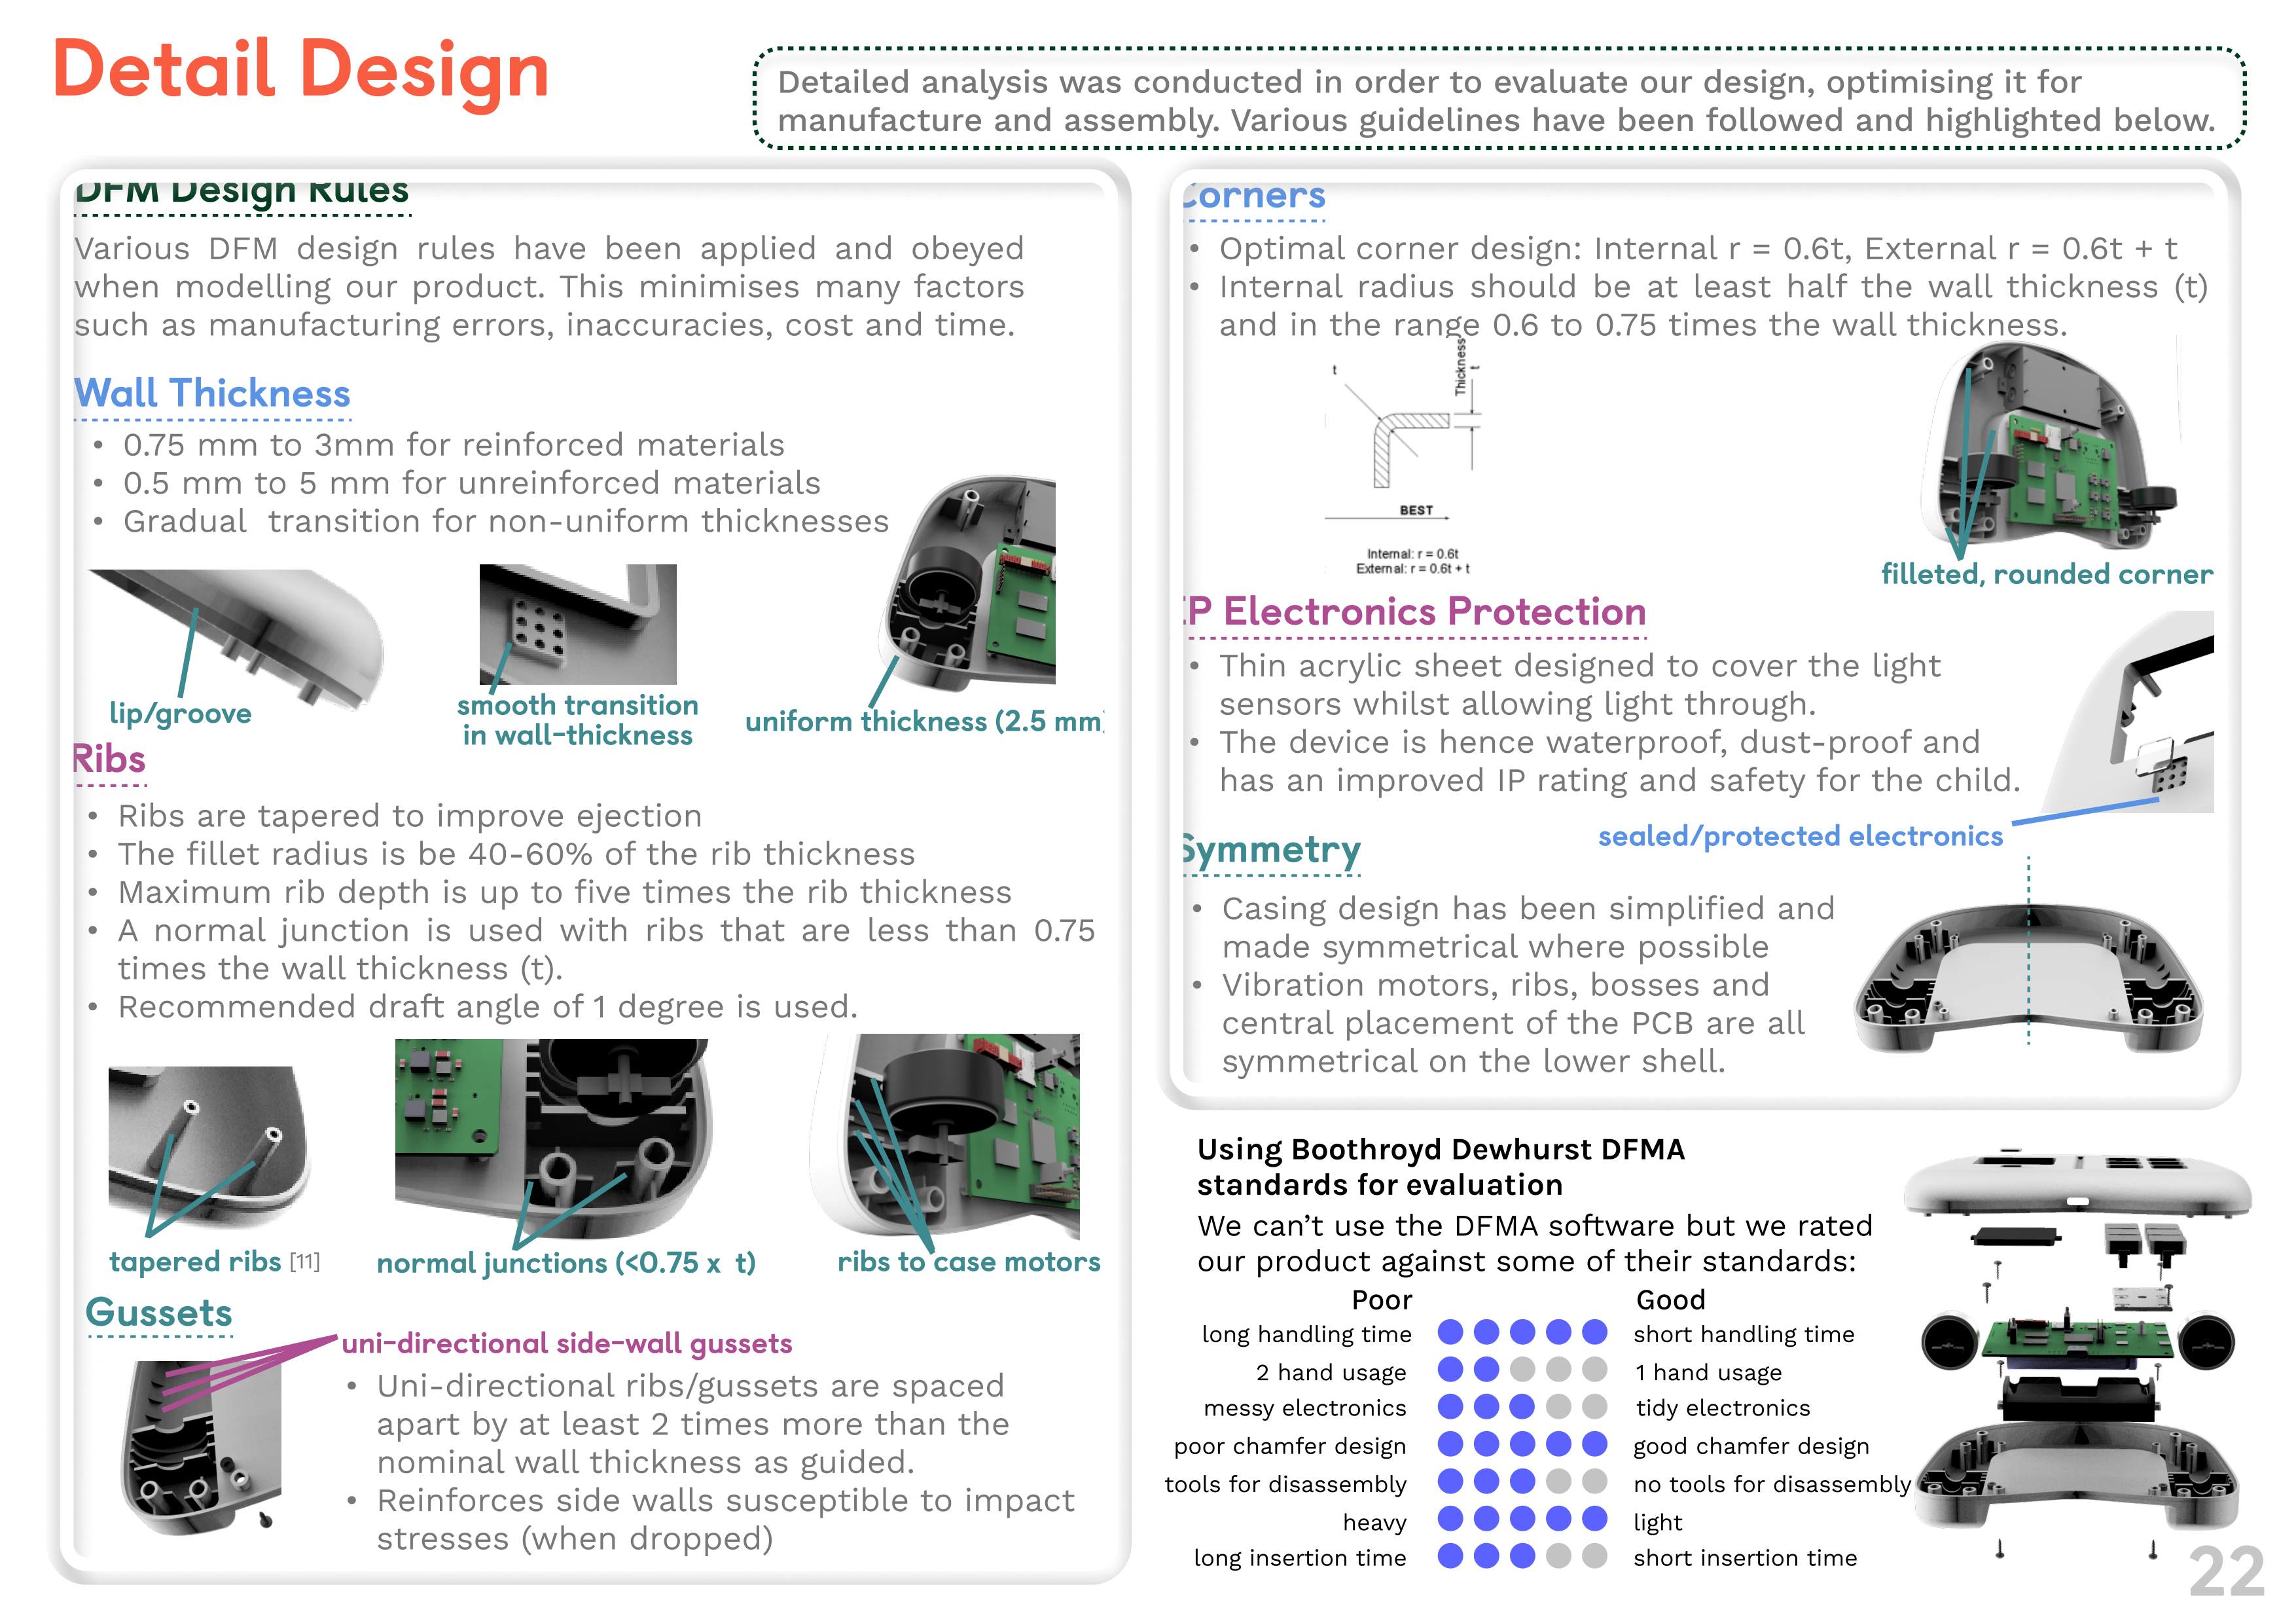 Detail Design
Detailed analysis was conducted in order to evaluate our design, optimising it for
manufacture and assembly. Various guidelines have been followed and highlighted below.
DFM Design Rules
Various DFM design rules have been applied and obeyed
when modelling our product. This minimises many factors
such as manufacturing errors, inaccuracies, cost and time.
Wall Thickness
• 0.75 mm to 3mm for reinforced materials
• 0.5 mm to 5 mm for unreinforced materials
• Gradual transition for non-uniform thicknesses
lip/groove
smooth transition
in wall-thickness
uniform thickness (2.5 mm)
Ribs
• Ribs are tapered to improve ejection
• The fillet radius is be 40-60% of the rib thickness
• Maximum rib depth is up to five times the rib thickness
• A normal junction is used with ribs that are less than 0.75
times the wall thickness (t).
• Recommended draft angle of 1 degree is used.
tapered ribs [11]
normal junctions (<0.75 x t)
ribs to case motors
Gussets
uni-directional side-wall gussets
• Uni-directional ribs/gussets are spaced
apart by at least 2 times more than the
nominal wall thickness as guided.
• Reinforces side walls susceptible to impact
stresses (when dropped)
Corners
• Optimal corner design: Internal r = 0.6t, External r = 0.6t + t
• Internal radius should be at least half the wall thickness (t)
and in the range 0.6 to 0.75 times the wall thickness.
t
Thickness
t
BEST
Internal: r = 0.6t
External: r = 0.6t + t
filleted, rounded corner
IP Electronics Protection
• Thin acrylic sheet designed to cover the light
sensors whilst allowing light through.
• The device is hence waterproof, dust-proof and
has an improved IP rating and safety for the child.
sealed/protected electronics
Symmetry
• Casing design has been simplified and
made symmetrical where possible
• Vibration motors, ribs, bosses and
central placement of the PCB are all
symmetrical on the lower shell.
Using Boothroyd Dewhurst DFMA
standards for evaluation
We can't use the DFMA software but we rated
our product against some of their standards:
Poor Good
long handling time short handling time
2 hand usage 1 hand usage
messy electronics tidy electronics
poor chamfer design good chamfer design
tools for disassembly no tools for disassembly
heavy light
long insertion time short insertion time
22